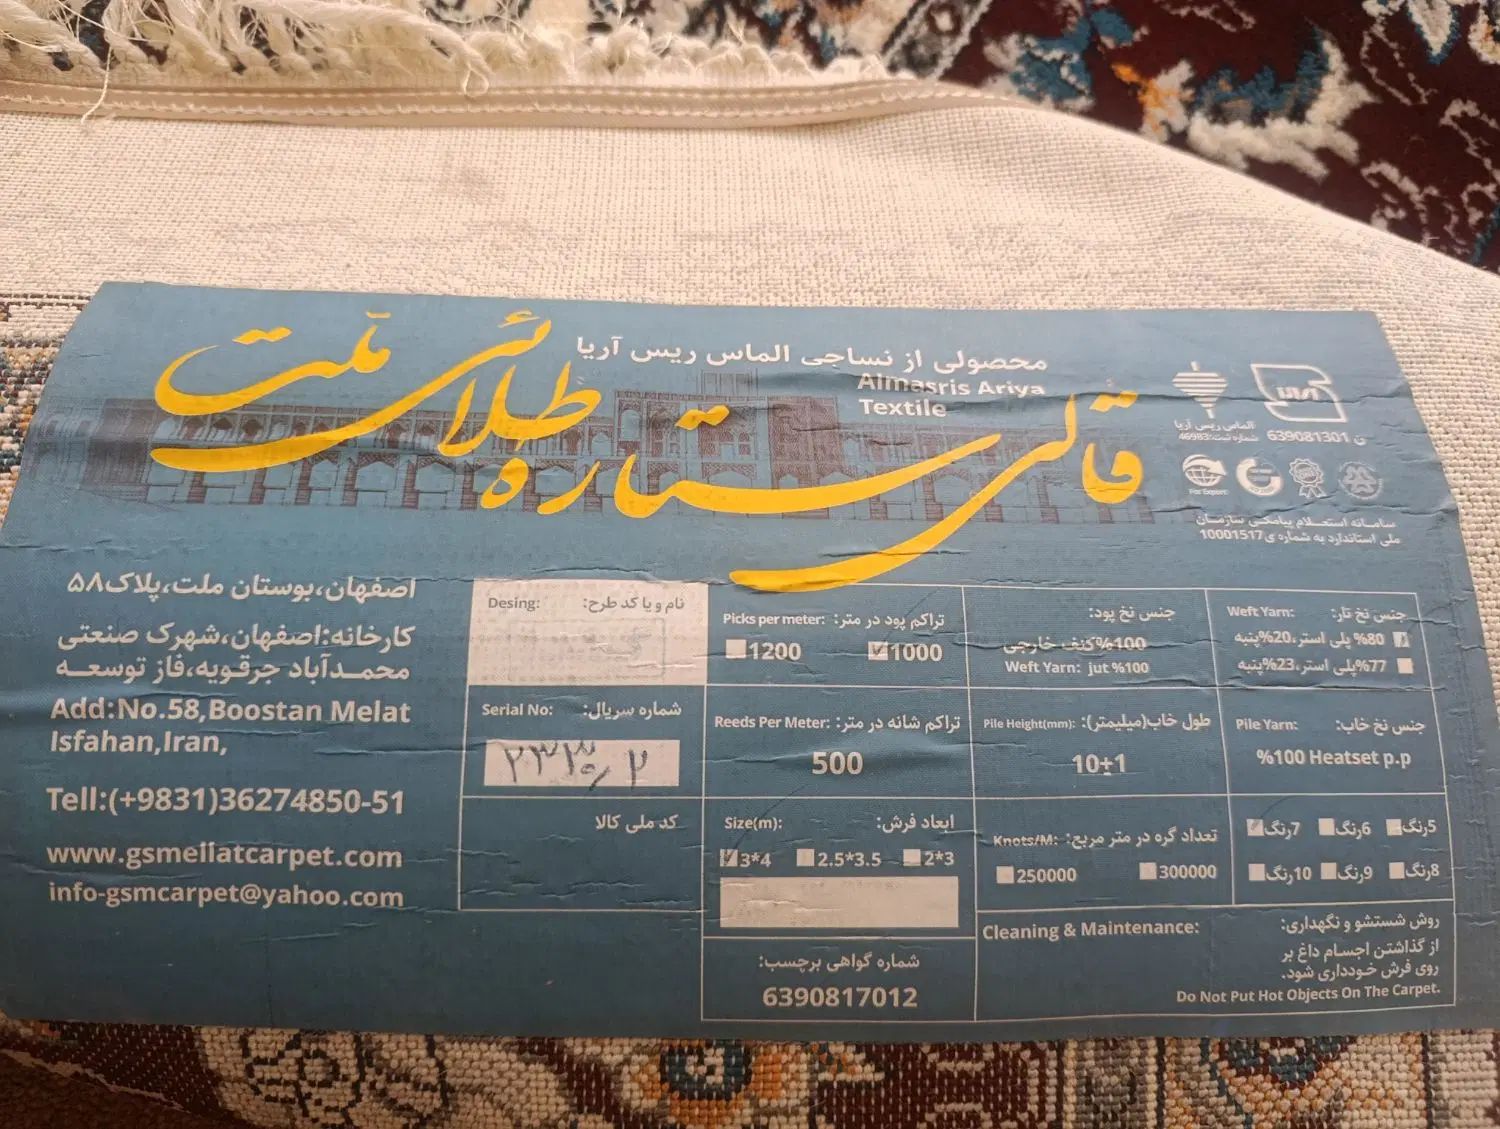 محصولی از نساجی الماس ریس آریا
Almasris Ariya
Textile
قالی ستاره طلائی ملت
الماس ریس آریا
شماره ثبت:46983
ن 639081301
For Export
سامانه استعلام پیامکی سازمان
ملی استاندارد به شماره ی10001517
اصفهان،بوستان ملت،پلاک۵۸
کارخانه:اصفهان،شهرک صنعتی
محمدآباد جرقویه،فاز توسعه
Add:No.58,Boostan Melat
Isfahan,Iran,
Tell:(+9831)36274850-51
www.gsmellatcarpet.com
info-gsmcarpet@yahoo.com
Desing: نام و یا کد طرح:
Serial No: شماره سریال:
۲۳۳۰/۲
کد ملی کالا
Picks per meter: تراکم پود در متر:
1200 1000
Reeds Per Meter: تراکم شانه در متر:
500
Size(m): ابعاد فرش:
3*4 2.5*3.5 2*3
شماره گواهی برچسب:
6390817012
جنس نخ پود:
100%کنف خارجی
Weft Yarn: jut %100
Pile Height(mm): طول خاب(میلیمتر):
10±1
Knots/M: تعداد گره در متر مربع:
250000 300000
Weft Yarn: جنس نخ تار:
80% پلی استر،20%پنبه
77%پلی استر،23%پنبه
Pile Yarn: جنس نخ خاب:
%100 Heatset p.p
5رنگ 6رنگ 7رنگ
8رنگ 9رنگ 10رنگ
Cleaning & Maintenance: روش شستشو و نگهداری:
از گذاشتن اجسام داغ بر
روی فرش خودداری شود.
Do Not Put Hot Objects On The Carpet.